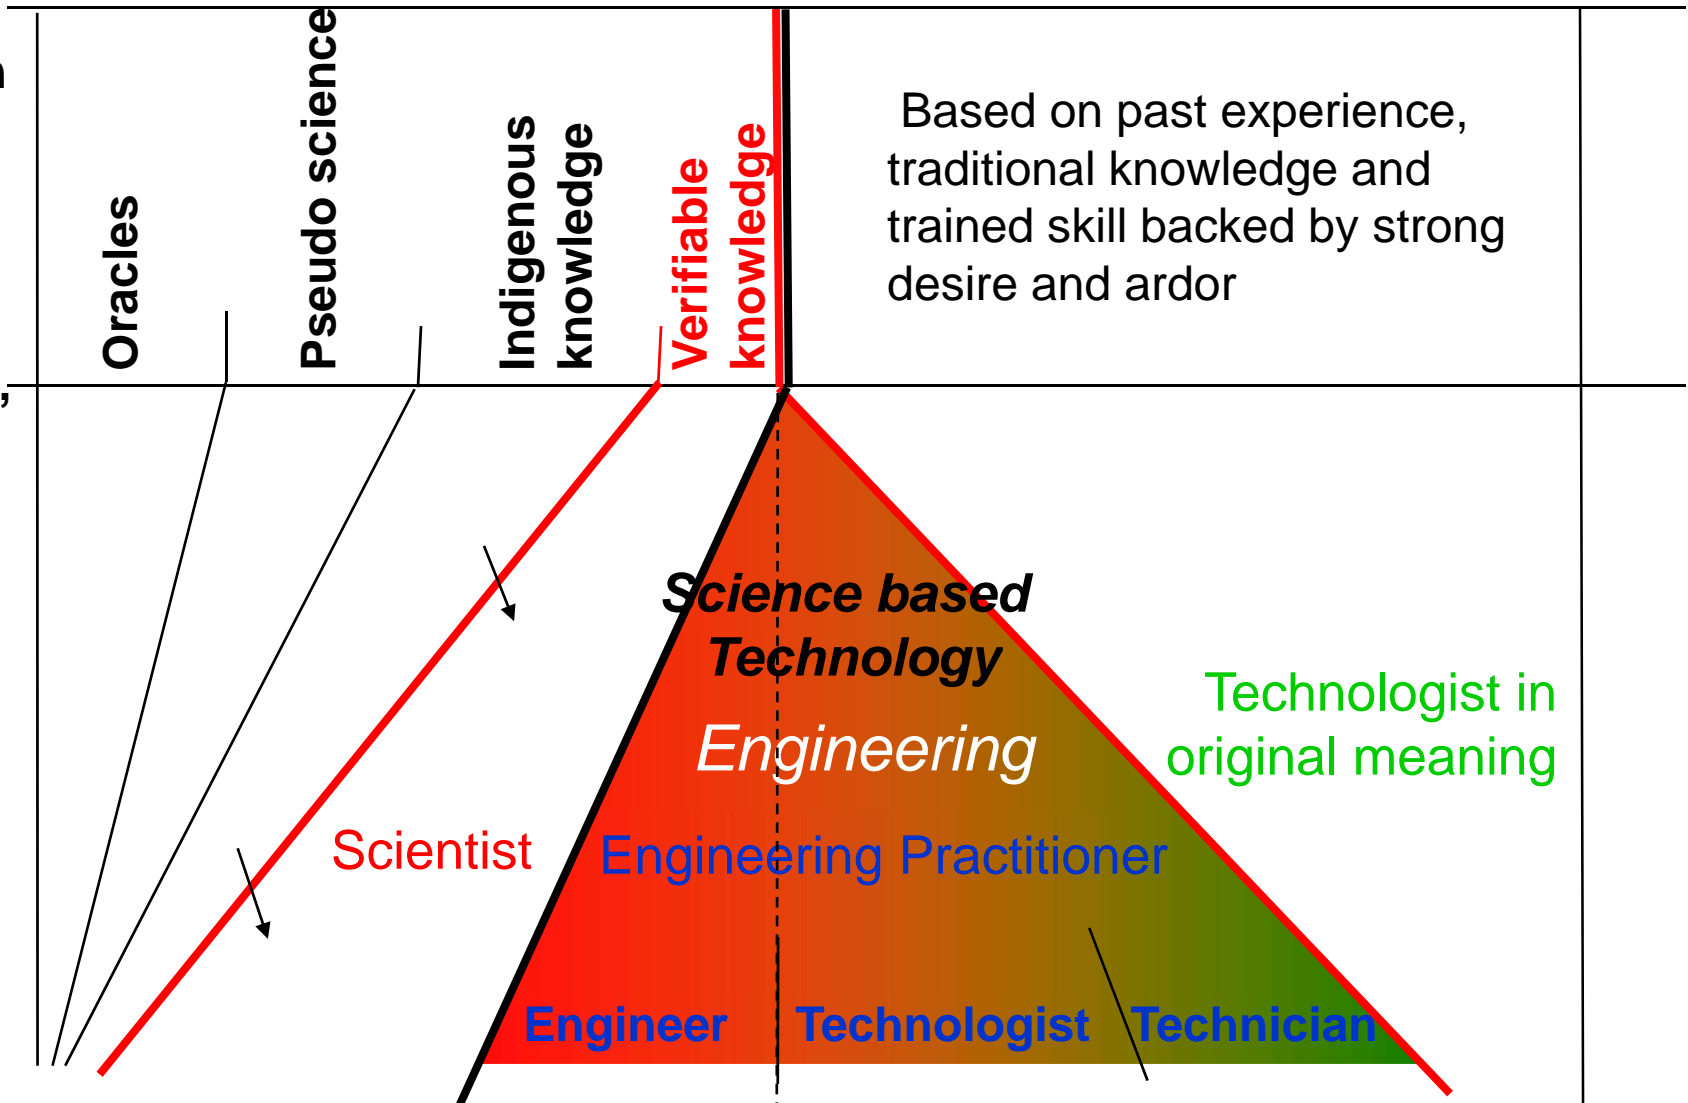 Oracles
Pseudo science
Indigenous
knowledge
Verifiable
knowledge
Based on past experience,
traditional knowledge and
trained skill backed by strong
desire and ardor
,
Science based
Technology
Engineering
Technologist in
original meaning
Scientist
Engineering Practitioner
Engineer
Technologist
Technician